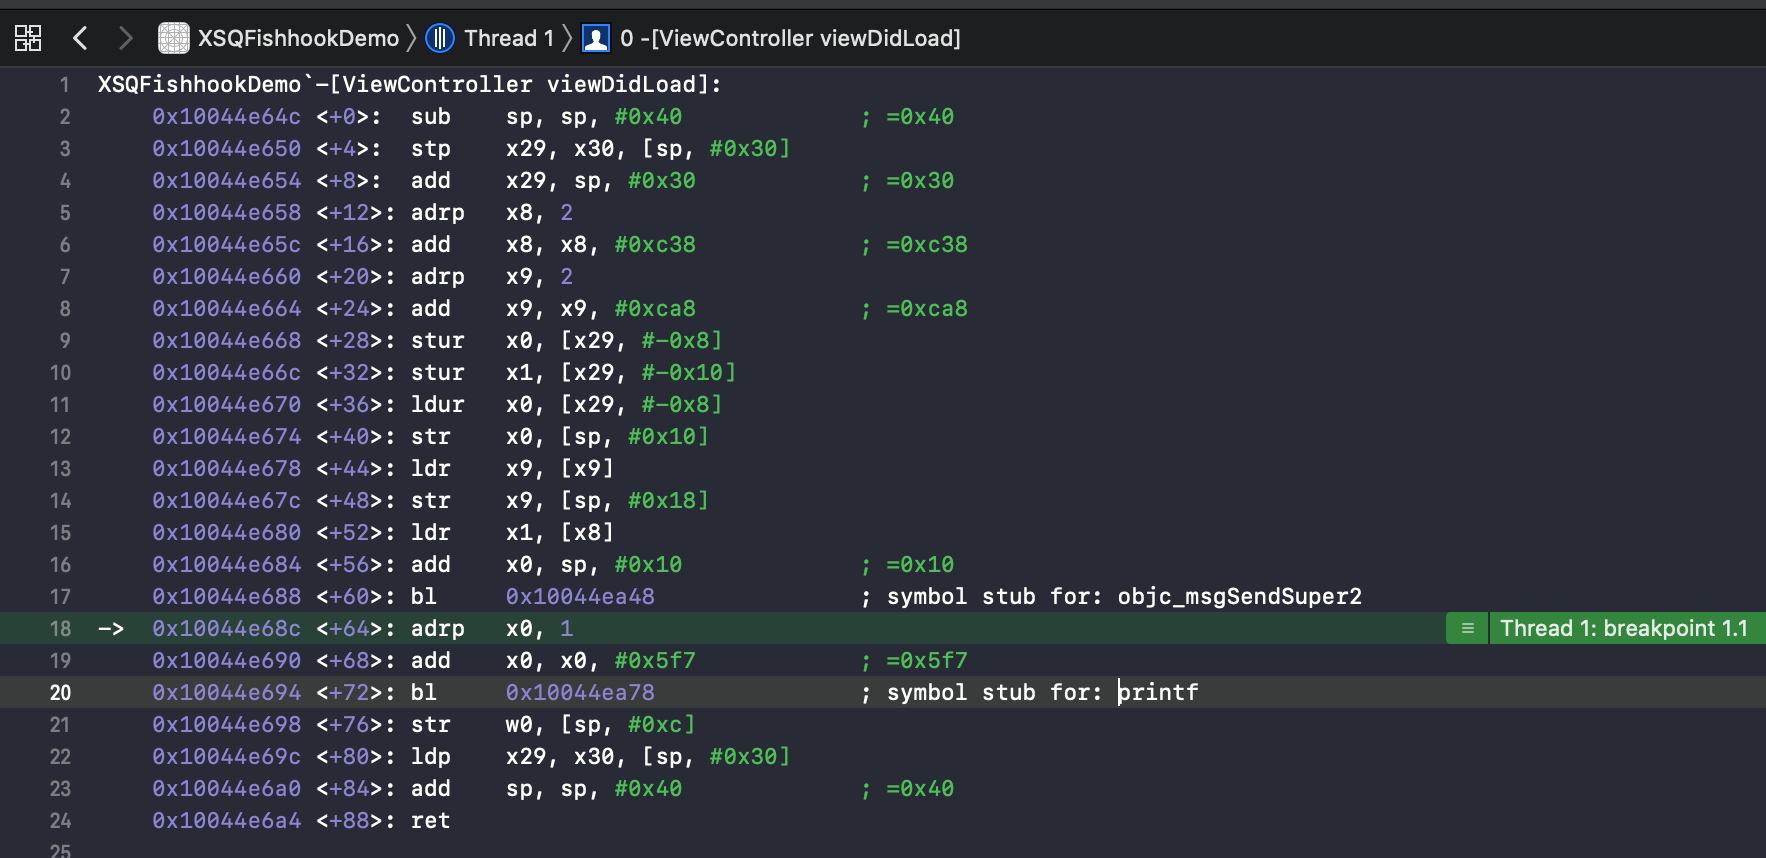 XSQFishhookDemo 〉 Thread 1 〉 0 -[ViewController viewDidLoad]
1 XSQFishhookDemo`-[ViewController viewDidLoad]:
2 0x10044e64c <+0>: sub sp, sp, #0x40 ; =0x40
3 0x10044e650 <+4>: stp x29, x30, [sp, #0x30]
4 0x10044e654 <+8>: add x29, sp, #0x30 ; =0x30
5 0x10044e658 <+12>: adrp x8, 2
6 0x10044e65c <+16>: add x8, x8, #0xc38 ; =0xc38
7 0x10044e660 <+20>: adrp x9, 2
8 0x10044e664 <+24>: add x9, x9, #0xca8 ; =0xca8
9 0x10044e668 <+28>: stur x0, [x29, #-0x8]
10 0x10044e66c <+32>: stur x1, [x29, #-0x10]
11 0x10044e670 <+36>: ldur x0, [x29, #-0x8]
12 0x10044e674 <+40>: str x0, [sp, #0x10]
13 0x10044e678 <+44>: ldr x9, [x9]
14 0x10044e67c <+48>: str x9, [sp, #0x18]
15 0x10044e680 <+52>: ldr x1, [x8]
16 0x10044e684 <+56>: add x0, sp, #0x10 ; =0x10
17 0x10044e688 <+60>: bl 0x10044ea48 ; symbol stub for: objc_msgSendSuper2
18 -> 0x10044e68c <+64>: adrp x0, 1 Thread 1: breakpoint 1.1
19 0x10044e690 <+68>: add x0, x0, #0x5f7 ; =0x5f7
20 0x10044e694 <+72>: bl 0x10044ea78 ; symbol stub for: printf
21 0x10044e698 <+76>: str w0, [sp, #0xc]
22 0x10044e69c <+80>: ldp x29, x30, [sp, #0x30]
23 0x10044e6a0 <+84>: add sp, sp, #0x40 ; =0x40
24 0x10044e6a4 <+88>: ret
25